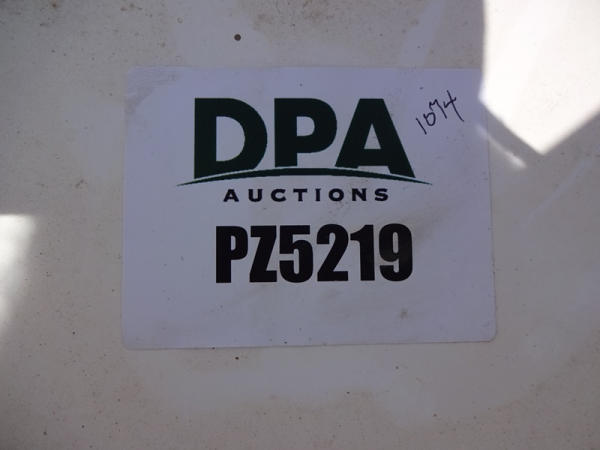 DPA
1074
AUCTIONS
PZ5219